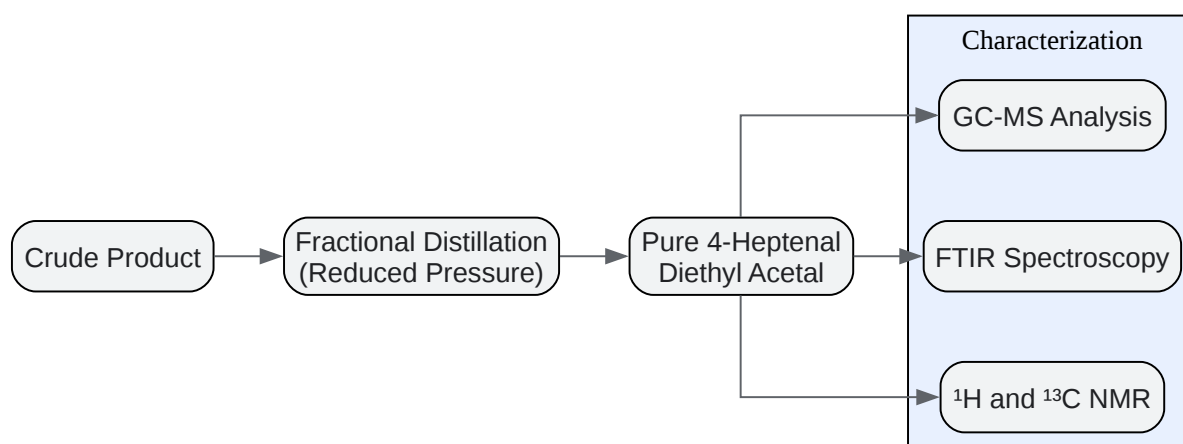 Characterization
GC-MS Analysis
Crude Product
Fractional Distillation
(Reduced Pressure)
Pure 4-Heptenal
Diethyl Acetal
FTIR Spectroscopy
¹H and ¹³C NMR